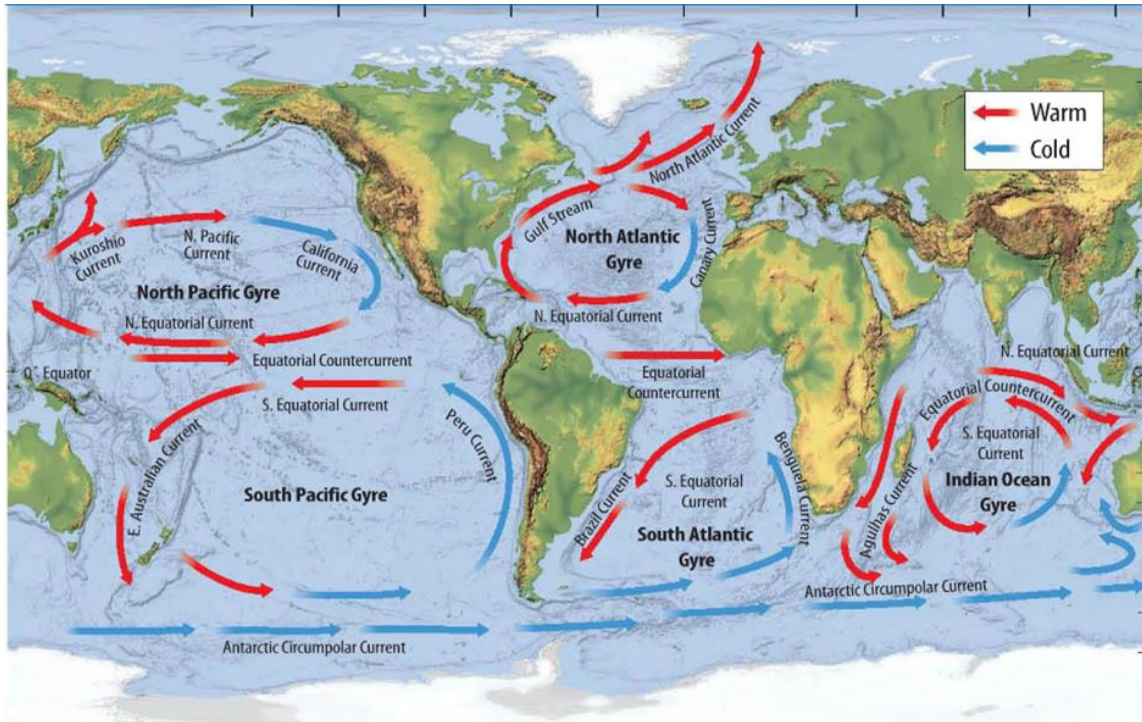 Warm
Cold
North Atlantic Current
Gulf Stream
North Atlantic
Gyre
Canary Current
N. Equatorial Current
Kuroshio
Current
N. Pacific
Current
California
Current
North Pacific Gyre
N. Equatorial Current
Equatorial Countercurrent
0° Equator
S. Equatorial Current
E. Australian Current
South Pacific Gyre
Peru Current
Equatorial
Countercurrent
S. Equatorial
Current
Brazil Current
South Atlantic
Gyre
Benguela Current
Agulhas Current
N. Equatorial Current
Equatorial Countercurrent
S. Equatorial
Current
Indian Ocean
Gyre
Antarctic Circumpolar Current
Antarctic Circumpolar Current